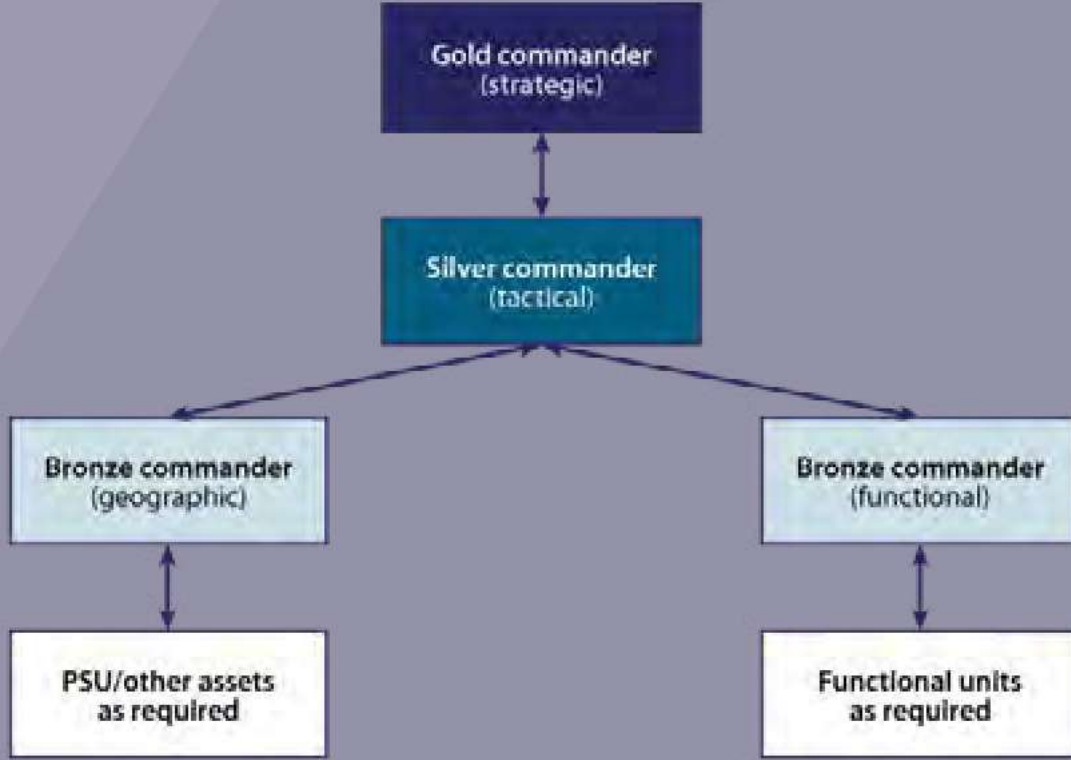 Gold commander
(strategic)
Silver commander
(tactical)
Bronze commander
(geographic)
Bronze commander
(functional)
PSU/other assets
as required
Functional units
as required